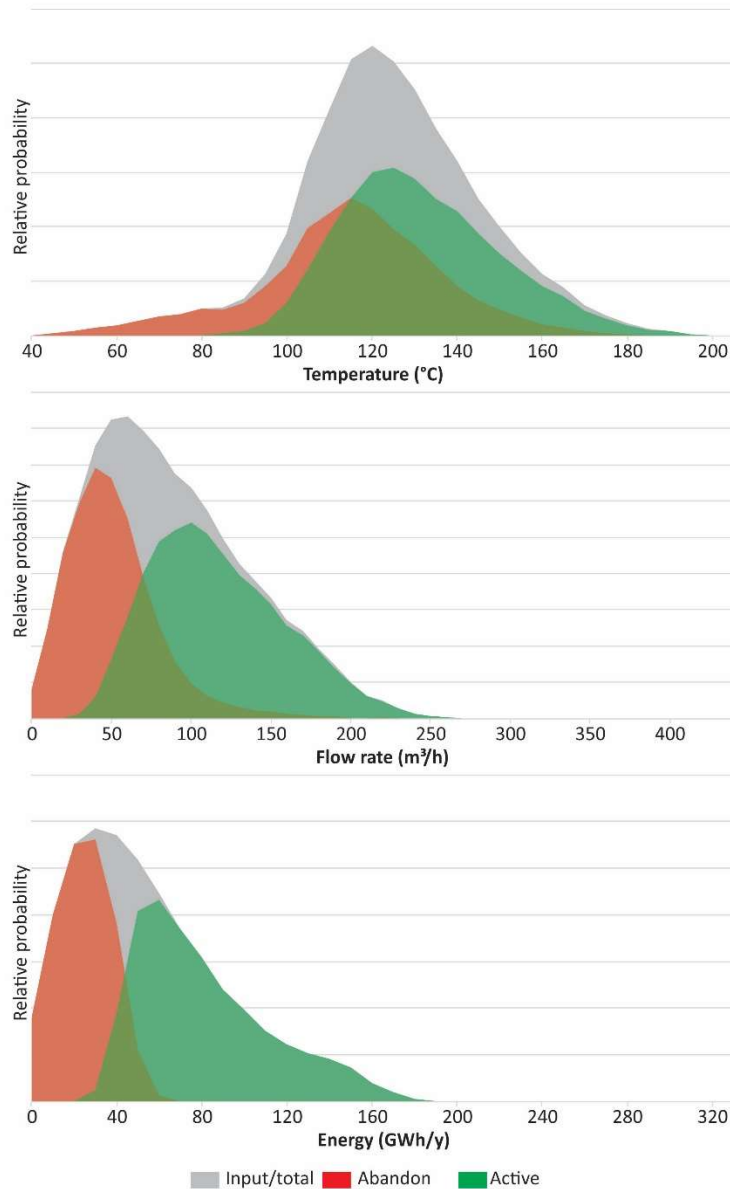 Relative probability
40 60 80 100 120 140 160 180 200
Temperature (°C)
Relative probability
0 50 100 150 200 250 300 350 400
Flow rate (m³/h)
Relative probability
0 40 80 120 160 200 240 280 320
Energy (GWh/y)
Input/total Abandon Active